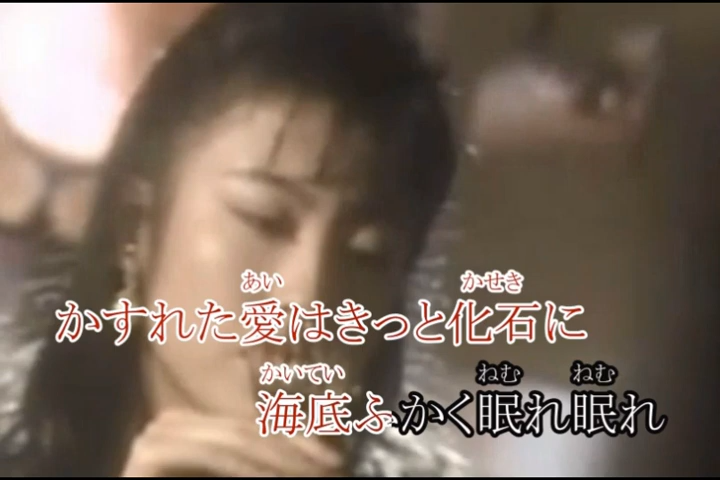 あい かせき
かすれた愛はきっと化石に
かいてい ねむ ねむ
海底ふかく眠れ眠れ